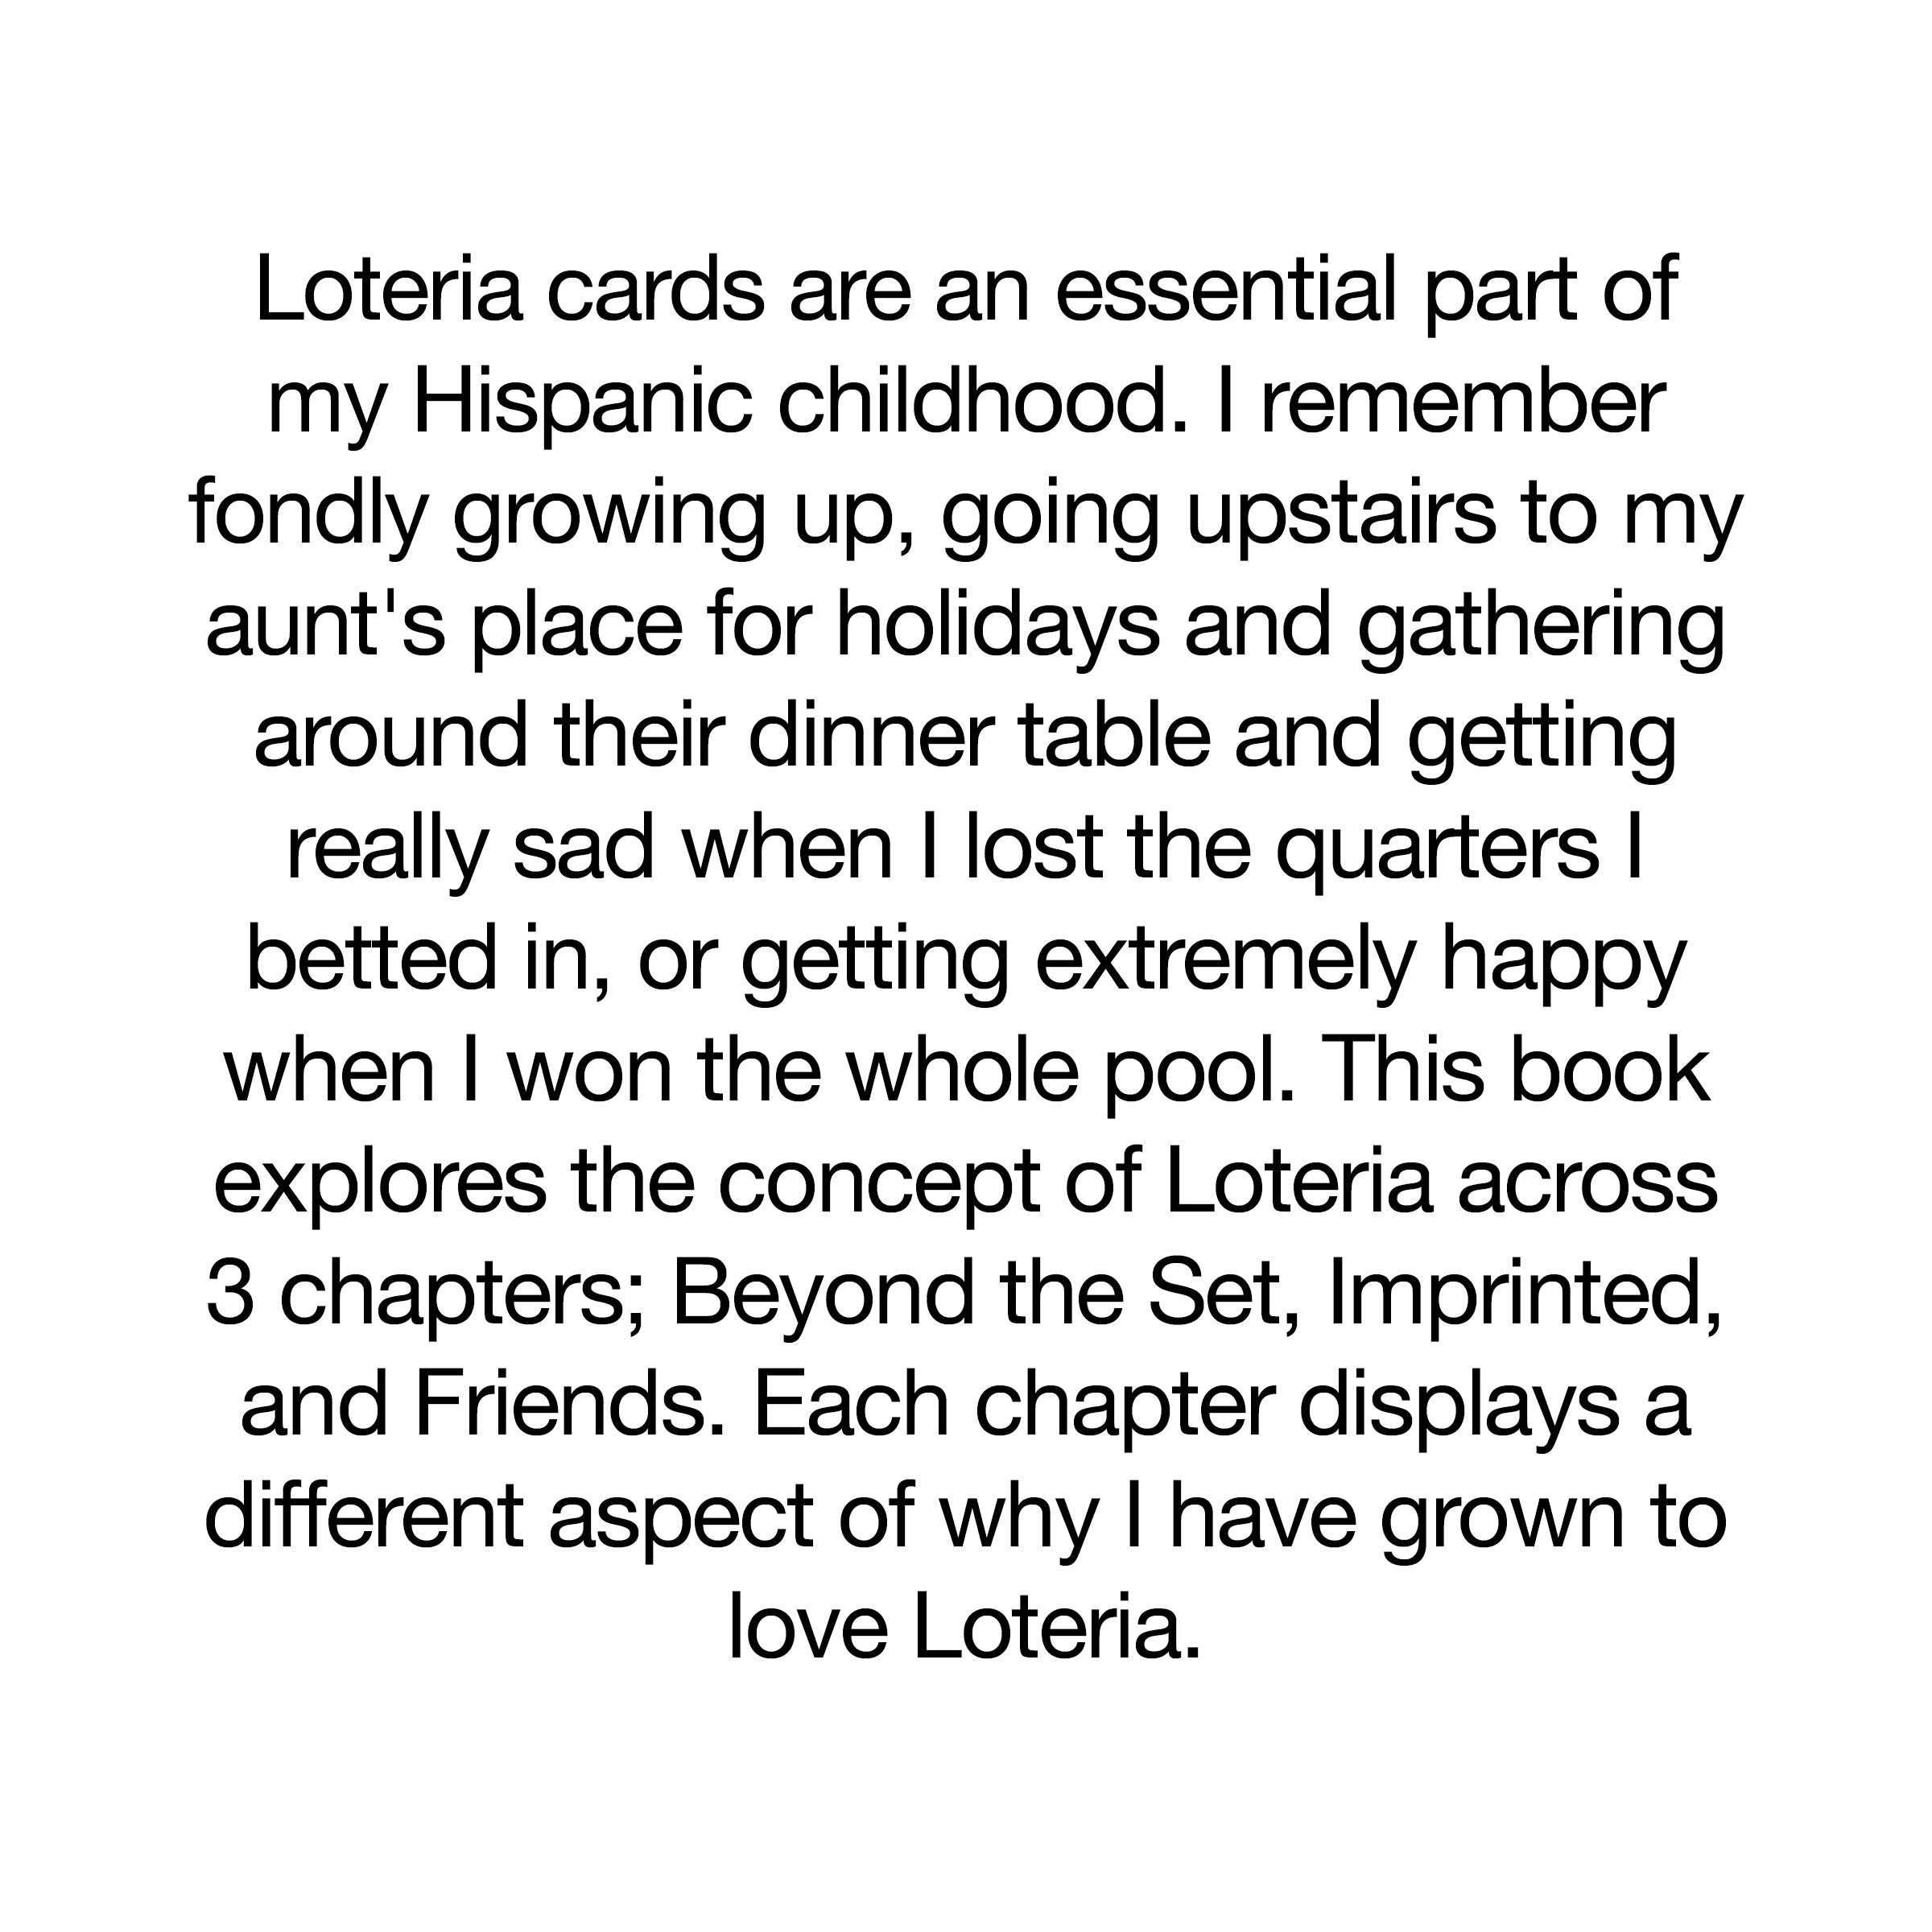 Loteria cards are an essential part of
my Hispanic childhood. I remember
fondly growing up, going upstairs to my
aunt's place for holidays and gathering
around their dinner table and getting
really sad when I lost the quarters I
betted in, or getting extremely happy
when I won the whole pool. This book
explores the concept of Loteria across
3 chapters; Beyond the Set, Imprinted,
and Friends. Each chapter displays a
different aspect of why I have grown to
love Loteria.